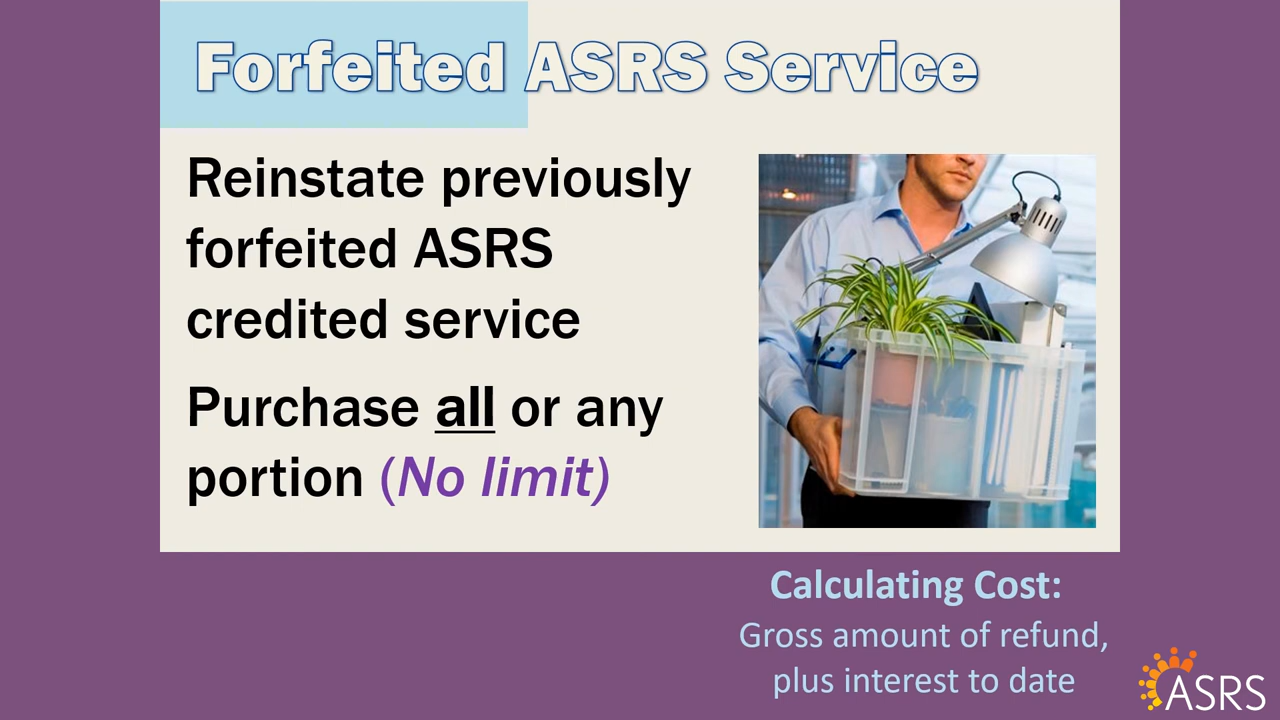 Forfeited ASRS Service
Reinstate previously
forfeited ASRS
credited service
Purchase all or any
portion (No limit)
Calculating Cost:
Gross amount of refund,
plus interest to date
ASRS